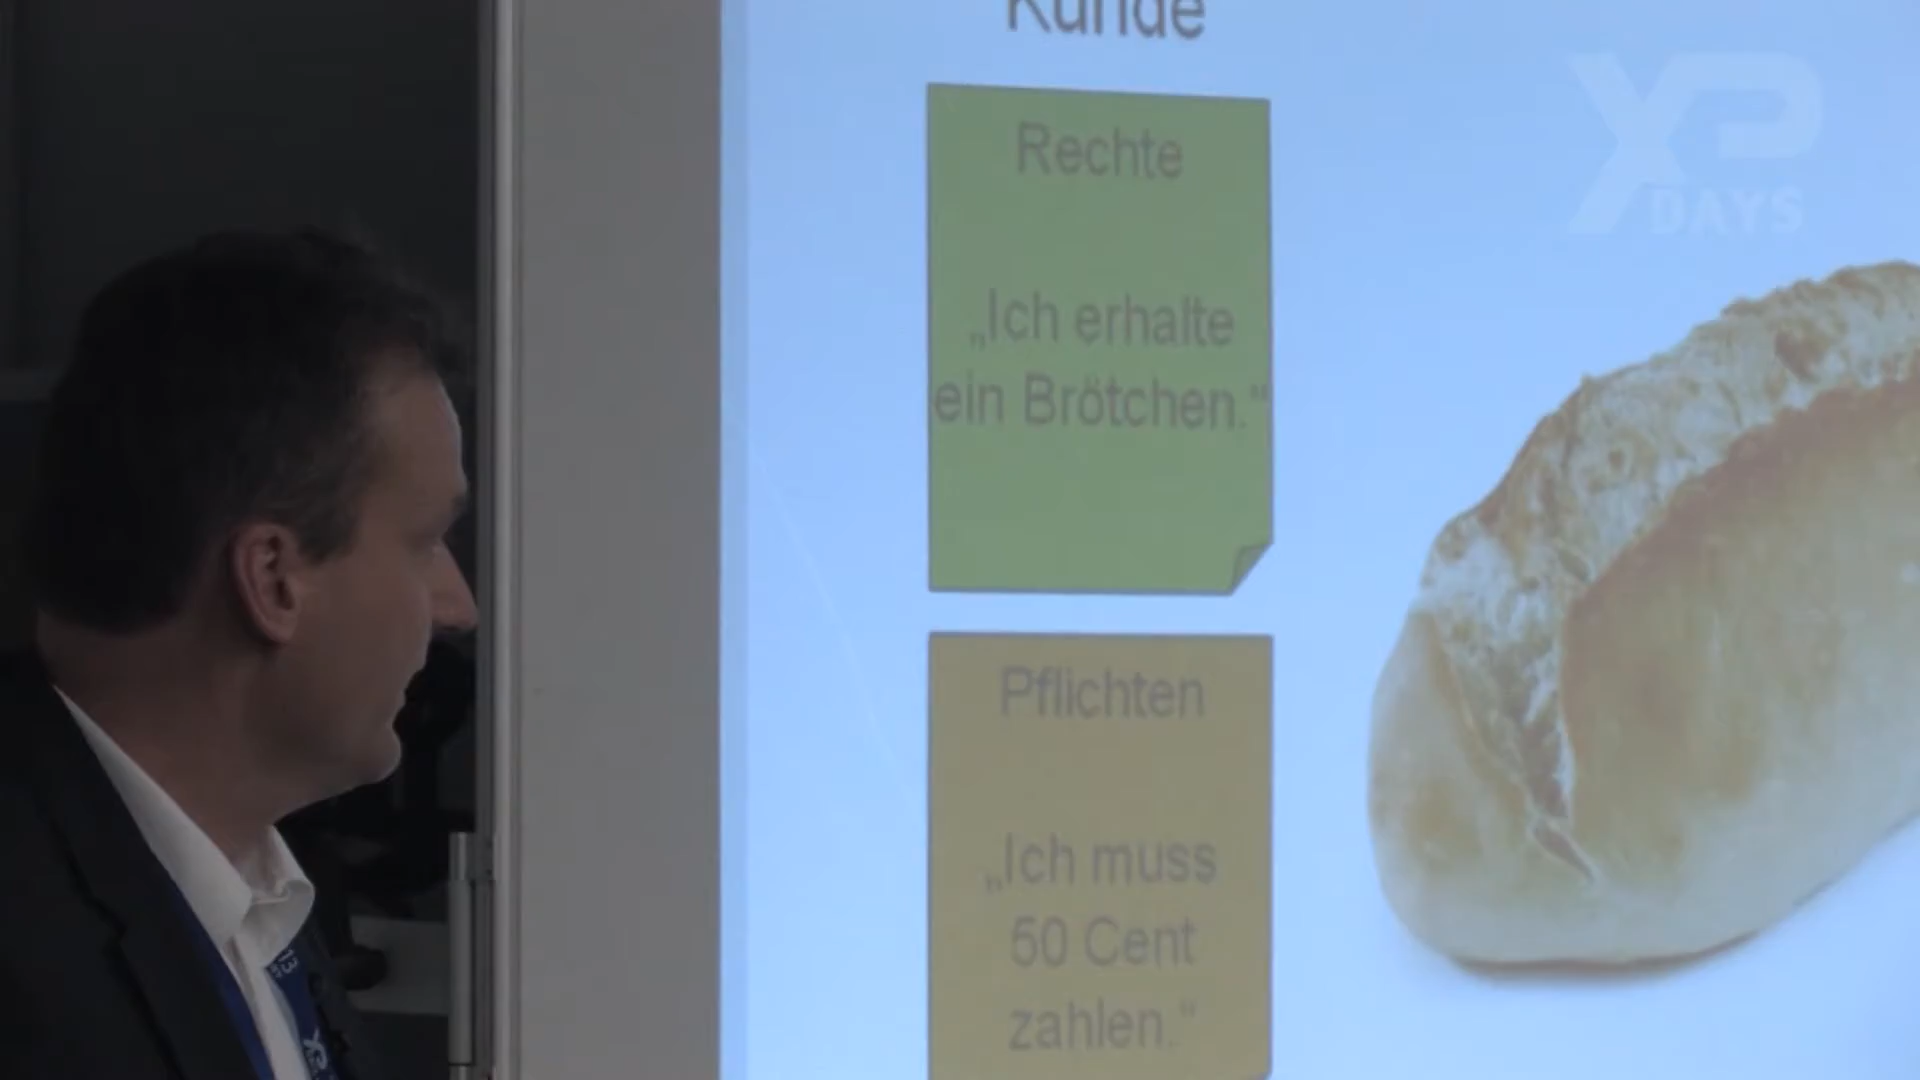 Kunde
XP
DAYS
Rechte
„Ich erhalte
ein Brötchen.“
Pflichten
„Ich muss
50 Cent
zahlen.“